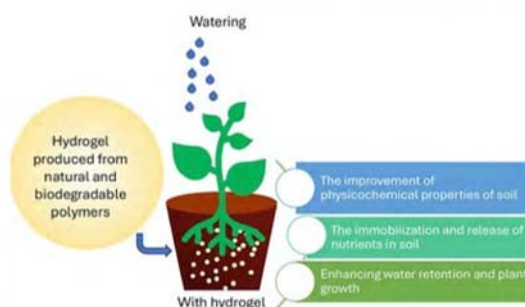 Watering
Hydrogel
produced from
natural and
biodegradable
polymers
The improvement of
physicochemical properties of soil
The immobilization and release of
nutrients in soil
Enhancing water retention and plant
growth
With hydrogel